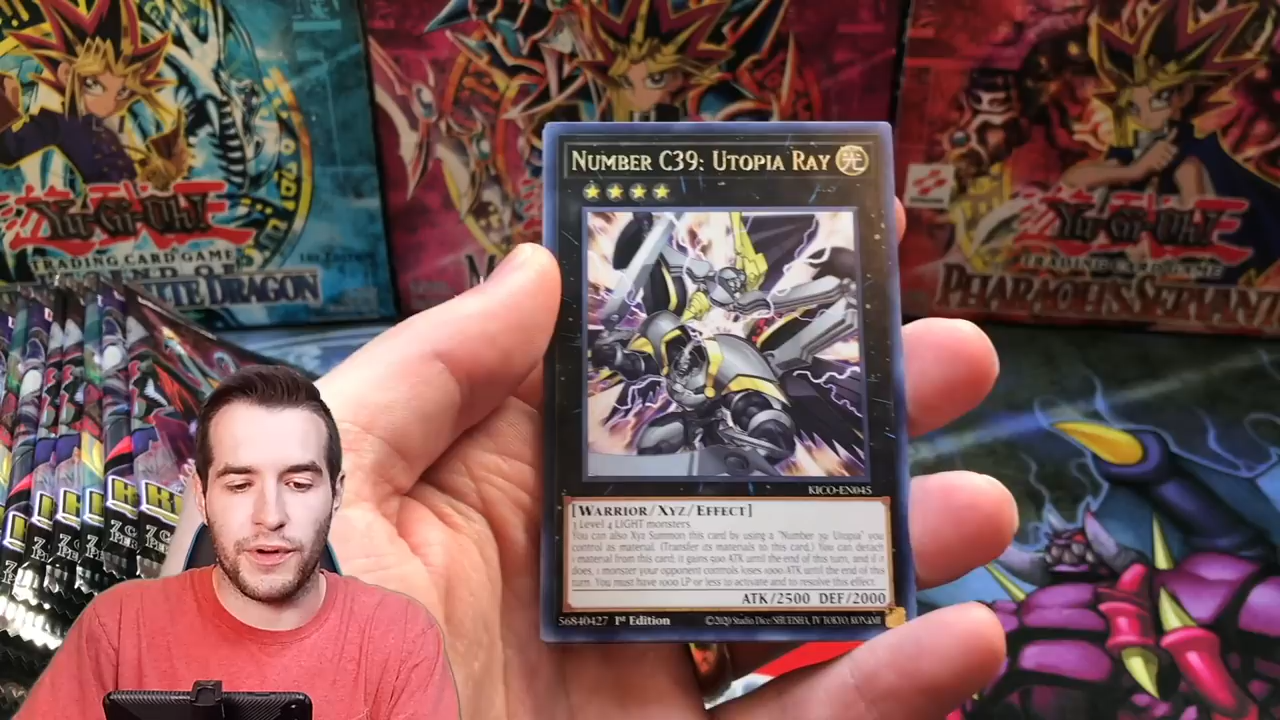 Yu-Gi-Oh!
TRADING CARD GAME
1st Edition
LEGEND OF
WHITE DRAGON
KONAMI
Yu-Gi-Oh!
TRADING CARD GAME
PHARAOH'S SERVANT
NUMBER C39: UTOPIA RAY
光
KICO-EN045
[WARRIOR/XYZ/EFFECT]
3 Level 4 LIGHT monsters
You can also Xyz Summon this card by using a "Number 39: Utopia" you
control as material. (Transfer its materials to this card.) You can detach
1 material from this card; it gains 500 ATK until the end of this turn, and if it
does, 1 monster your opponent controls loses 1000 ATK until the end of this
turn. You must have 1000 LP or less to activate and to resolve this effect.
ATK/2500 DEF/2000
56840427 1st Edition
©2020 Studio Dice/SHUEISHA, TV TOKYO, KONAMI